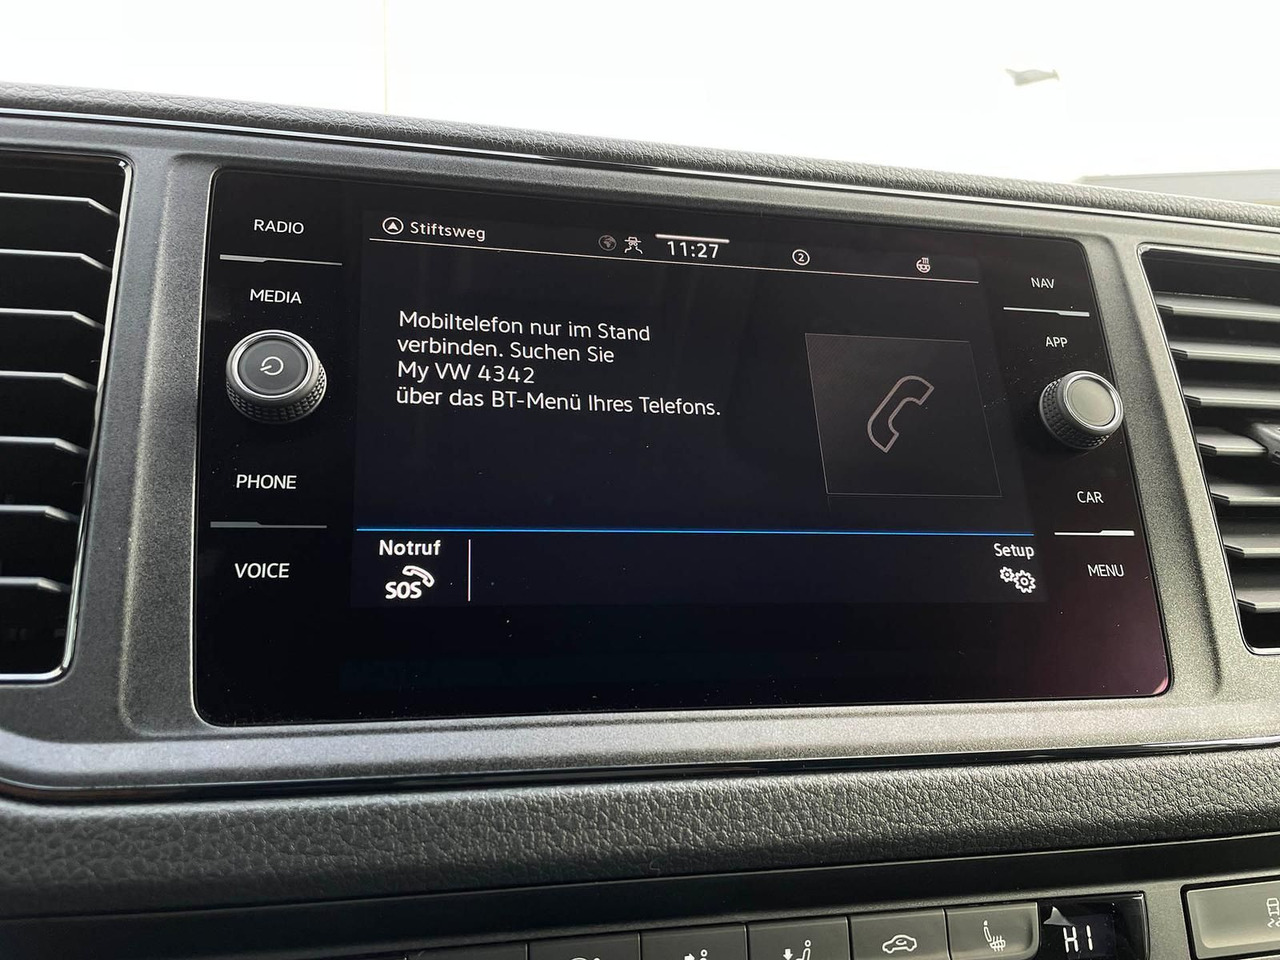 RADIO
MEDIA
PHONE
VOICE
Stiftsweg
11:27
2
Mobiltelefon nur im Stand
verbinden. Suchen Sie
My VW 4342
über das BT-Menü Ihres Telefons.
Notruf
SOS
Setup
NAV
APP
CAR
MENU
HI